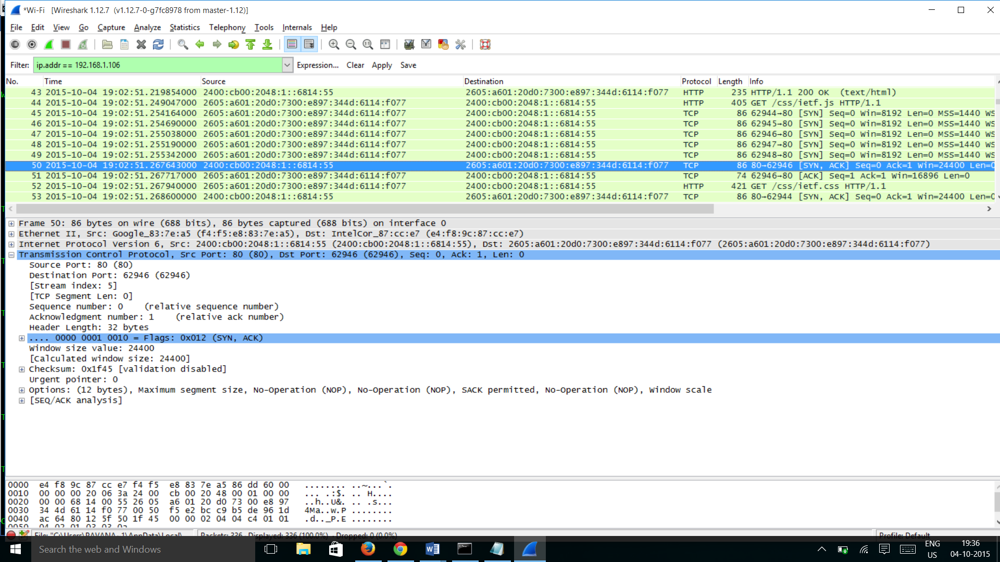 *Wi-Fi [Wireshark 1.12.7 (v1.12.7-0-g7fc8978 from master-1.12)]
File Edit View Go Capture Analyze Statistics Telephony Tools Internals Help
Filter: ip.addr == 192.168.1.106 Expression... Clear Apply Save
No. Time Source Destination Protocol Length Info
43 2015-10-04 19:02:51.219854000 2400:cb00:2048:1::6814:55 2605:a601:20d0:7300:e897:344d:6114:f077 HTTP 235 HTTP/1.1 200 OK (text/html)
44 2015-10-04 19:02:51.249047000 2605:a601:20d0:7300:e897:344d:6114:f077 2400:cb00:2048:1::6814:55 HTTP 405 GET /css/ietf.js HTTP/1.1
45 2015-10-04 19:02:51.254164000 2605:a601:20d0:7300:e897:344d:6114:f077 2400:cb00:2048:1::6814:55 TCP 86 62944→80 [SYN] Seq=0 Win=8192 Len=0 MSS=1440 WS
46 2015-10-04 19:02:51.254690000 2605:a601:20d0:7300:e897:344d:6114:f077 2400:cb00:2048:1::6814:55 TCP 86 62945→80 [SYN] Seq=0 Win=8192 Len=0 MSS=1440 WS
47 2015-10-04 19:02:51.255038000 2605:a601:20d0:7300:e897:344d:6114:f077 2400:cb00:2048:1::6814:55 TCP 86 62946→80 [SYN] Seq=0 Win=8192 Len=0 MSS=1440 WS
48 2015-10-04 19:02:51.255190000 2605:a601:20d0:7300:e897:344d:6114:f077 2400:cb00:2048:1::6814:55 TCP 86 62947→80 [SYN] Seq=0 Win=8192 Len=0 MSS=1440 WS
49 2015-10-04 19:02:51.255342000 2605:a601:20d0:7300:e897:344d:6114:f077 2400:cb00:2048:1::6814:55 TCP 86 62948→80 [SYN] Seq=0 Win=8192 Len=0 MSS=1440 WS
50 2015-10-04 19:02:51.267643000 2400:cb00:2048:1::6814:55 2605:a601:20d0:7300:e897:344d:6114:f077 TCP 86 80→62946 [SYN, ACK] Seq=0 Ack=1 Win=24400 Len=0
51 2015-10-04 19:02:51.267717000 2605:a601:20d0:7300:e897:344d:6114:f077 2400:cb00:2048:1::6814:55 TCP 74 62946→80 [ACK] Seq=1 Ack=1 Win=16896 Len=0
52 2015-10-04 19:02:51.267940000 2605:a601:20d0:7300:e897:344d:6114:f077 2400:cb00:2048:1::6814:55 HTTP 421 GET /css/ietf.css HTTP/1.1
53 2015-10-04 19:02:51.268600000 2400:cb00:2048:1::6814:55 2605:a601:20d0:7300:e897:344d:6114:f077 TCP 86 80→62944 [SYN, ACK] Seq=0 Ack=1 Win=24400 Len=0
Frame 50: 86 bytes on wire (688 bits), 86 bytes captured (688 bits) on interface 0
Ethernet II, Src: Google_83:7e:a5 (f4:f5:e8:83:7e:a5), Dst: IntelCor_87:cc:e7 (e4:f8:9c:87:cc:e7)
Internet Protocol Version 6, Src: 2400:cb00:2048:1::6814:55 (2400:cb00:2048:1::6814:55), Dst: 2605:a601:20d0:7300:e897:344d:6114:f077 (2605:a601:20d0:7300:e897:344d:6114:f077)
Transmission Control Protocol, Src Port: 80 (80), Dst Port: 62946 (62946), Seq: 0, Ack: 1, Len: 0
Source Port: 80 (80)
Destination Port: 62946 (62946)
[Stream index: 5]
[TCP Segment Len: 0]
Sequence number: 0 (relative sequence number)
Acknowledgment number: 1 (relative ack number)
Header Length: 32 bytes
.... 0000 0001 0010 = Flags: 0x012 (SYN, ACK)
Window size value: 24400
[Calculated window size: 24400]
Checksum: 0x1f45 [validation disabled]
Urgent pointer: 0
Options: (12 bytes), Maximum segment size, No-Operation (NOP), No-Operation (NOP), SACK permitted, No-Operation (NOP), Window scale
[SEQ/ACK analysis]
0000 e4 f8 9c 87 cc e7 f4 f5 e8 83 7e a5 86 dd 60 00 ........ ..~...`.
0010 00 00 00 20 06 3a 24 00 cb 00 20 48 00 01 00 00 ... .:$. .. H....
0020 00 00 68 14 00 55 26 05 a6 01 20 d0 73 00 e8 97 ..h..U&. .. .s...
0030 34 4d 61 14 f0 77 00 50 f5 e2 bc c9 b5 de 96 1d 4Ma..w.P ........
0040 ac 64 80 12 5f 50 1f 45 00 00 02 04 04 c4 01 01 .d.._P.E ........
0050 04 02 01 03 03 0a
File: "C:\Users\RAVANA~1\AppData\Local\ Packets: 336 · Displayed: 336 (100.0%) · Dropped: 0 (0.0%) Profile: Default
Search the web and Windows
ENG
US
19:36
04-10-2015